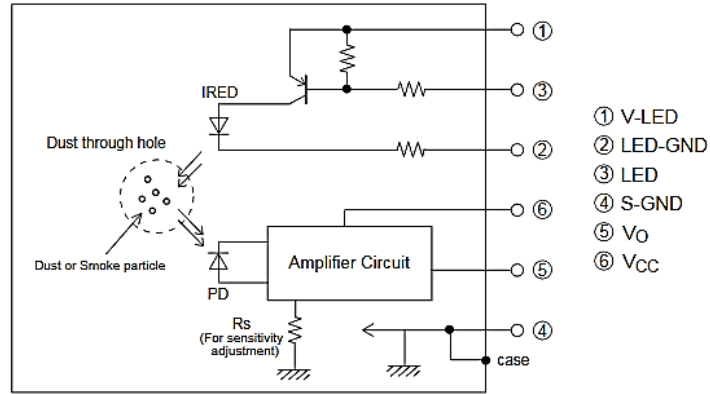 ①
IRED
③
Dust through hole
②
Dust or Smoke particle
PD
Amplifier Circuit
⑥
⑤
Rs
(For sensitivity
adjustment)
④
case
① V-LED
② LED-GND
③ LED
④ S-GND
⑤ VO
⑥ VCC